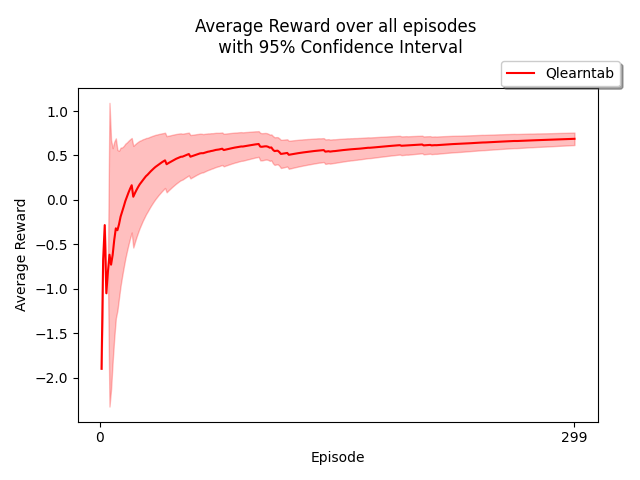 Average Reward over all episodes
with 95% Confidence Interval
Qlearntab
1.0
0.5
0.0
−0.5
−1.0
−1.5
−2.0
Average Reward
0
299
Episode